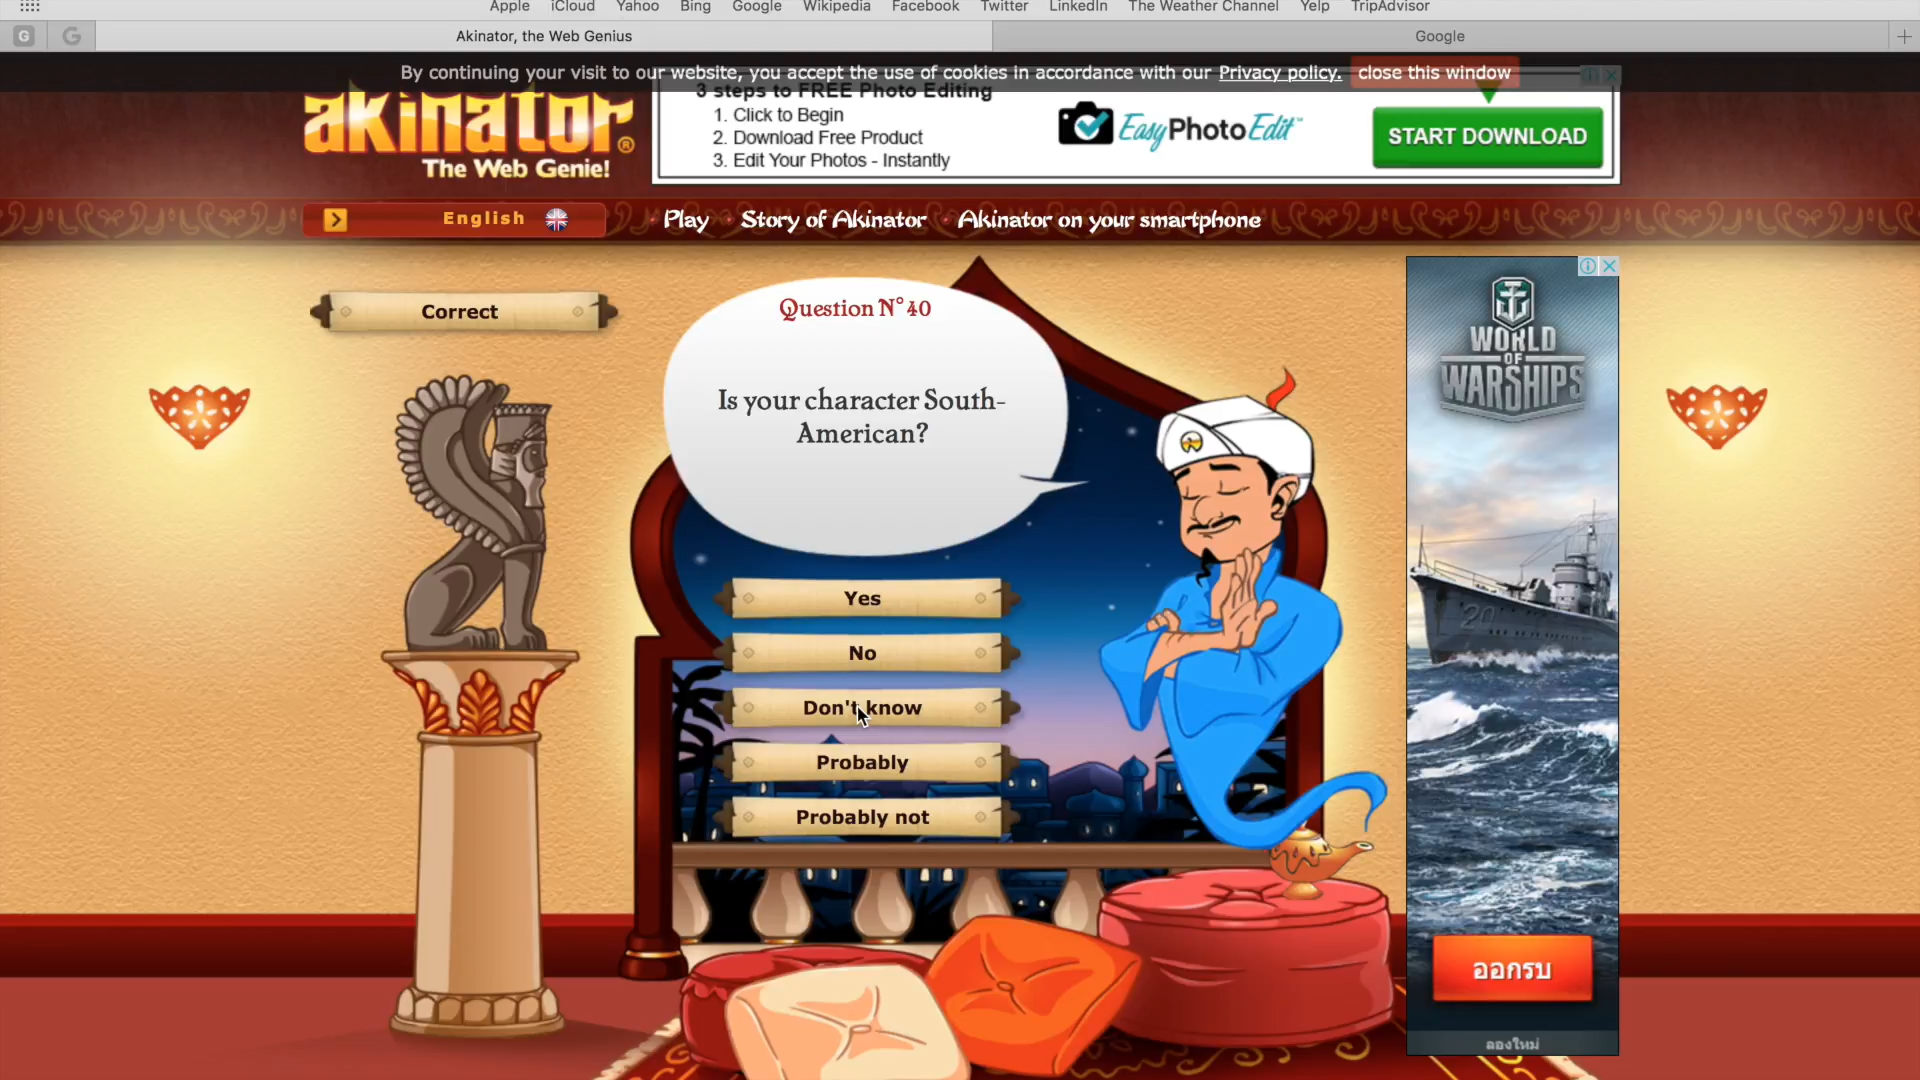 Apple iCloud Yahoo Bing Google Wikipedia Facebook Twitter LinkedIn The Weather Channel Yelp TripAdvisor
G G Akinator, the Web Genius Google
By continuing your visit to our website, you accept the use of cookies in accordance with our Privacy policy. close this window
akinator®
The Web Genie!
3 steps to FREE Photo Editing
1. Click to Begin
2. Download Free Product
3. Edit Your Photos - Instantly
EasyPhotoEdit™
START DOWNLOAD
English
Play Story of Akinator Akinator on your smartphone
Correct
Question N°40
Is your character South-
American?
Yes
No
Don't know
Probably
Probably not
WORLD
OF
WARSHIPS
20
ออกรบ
ลองใหม่